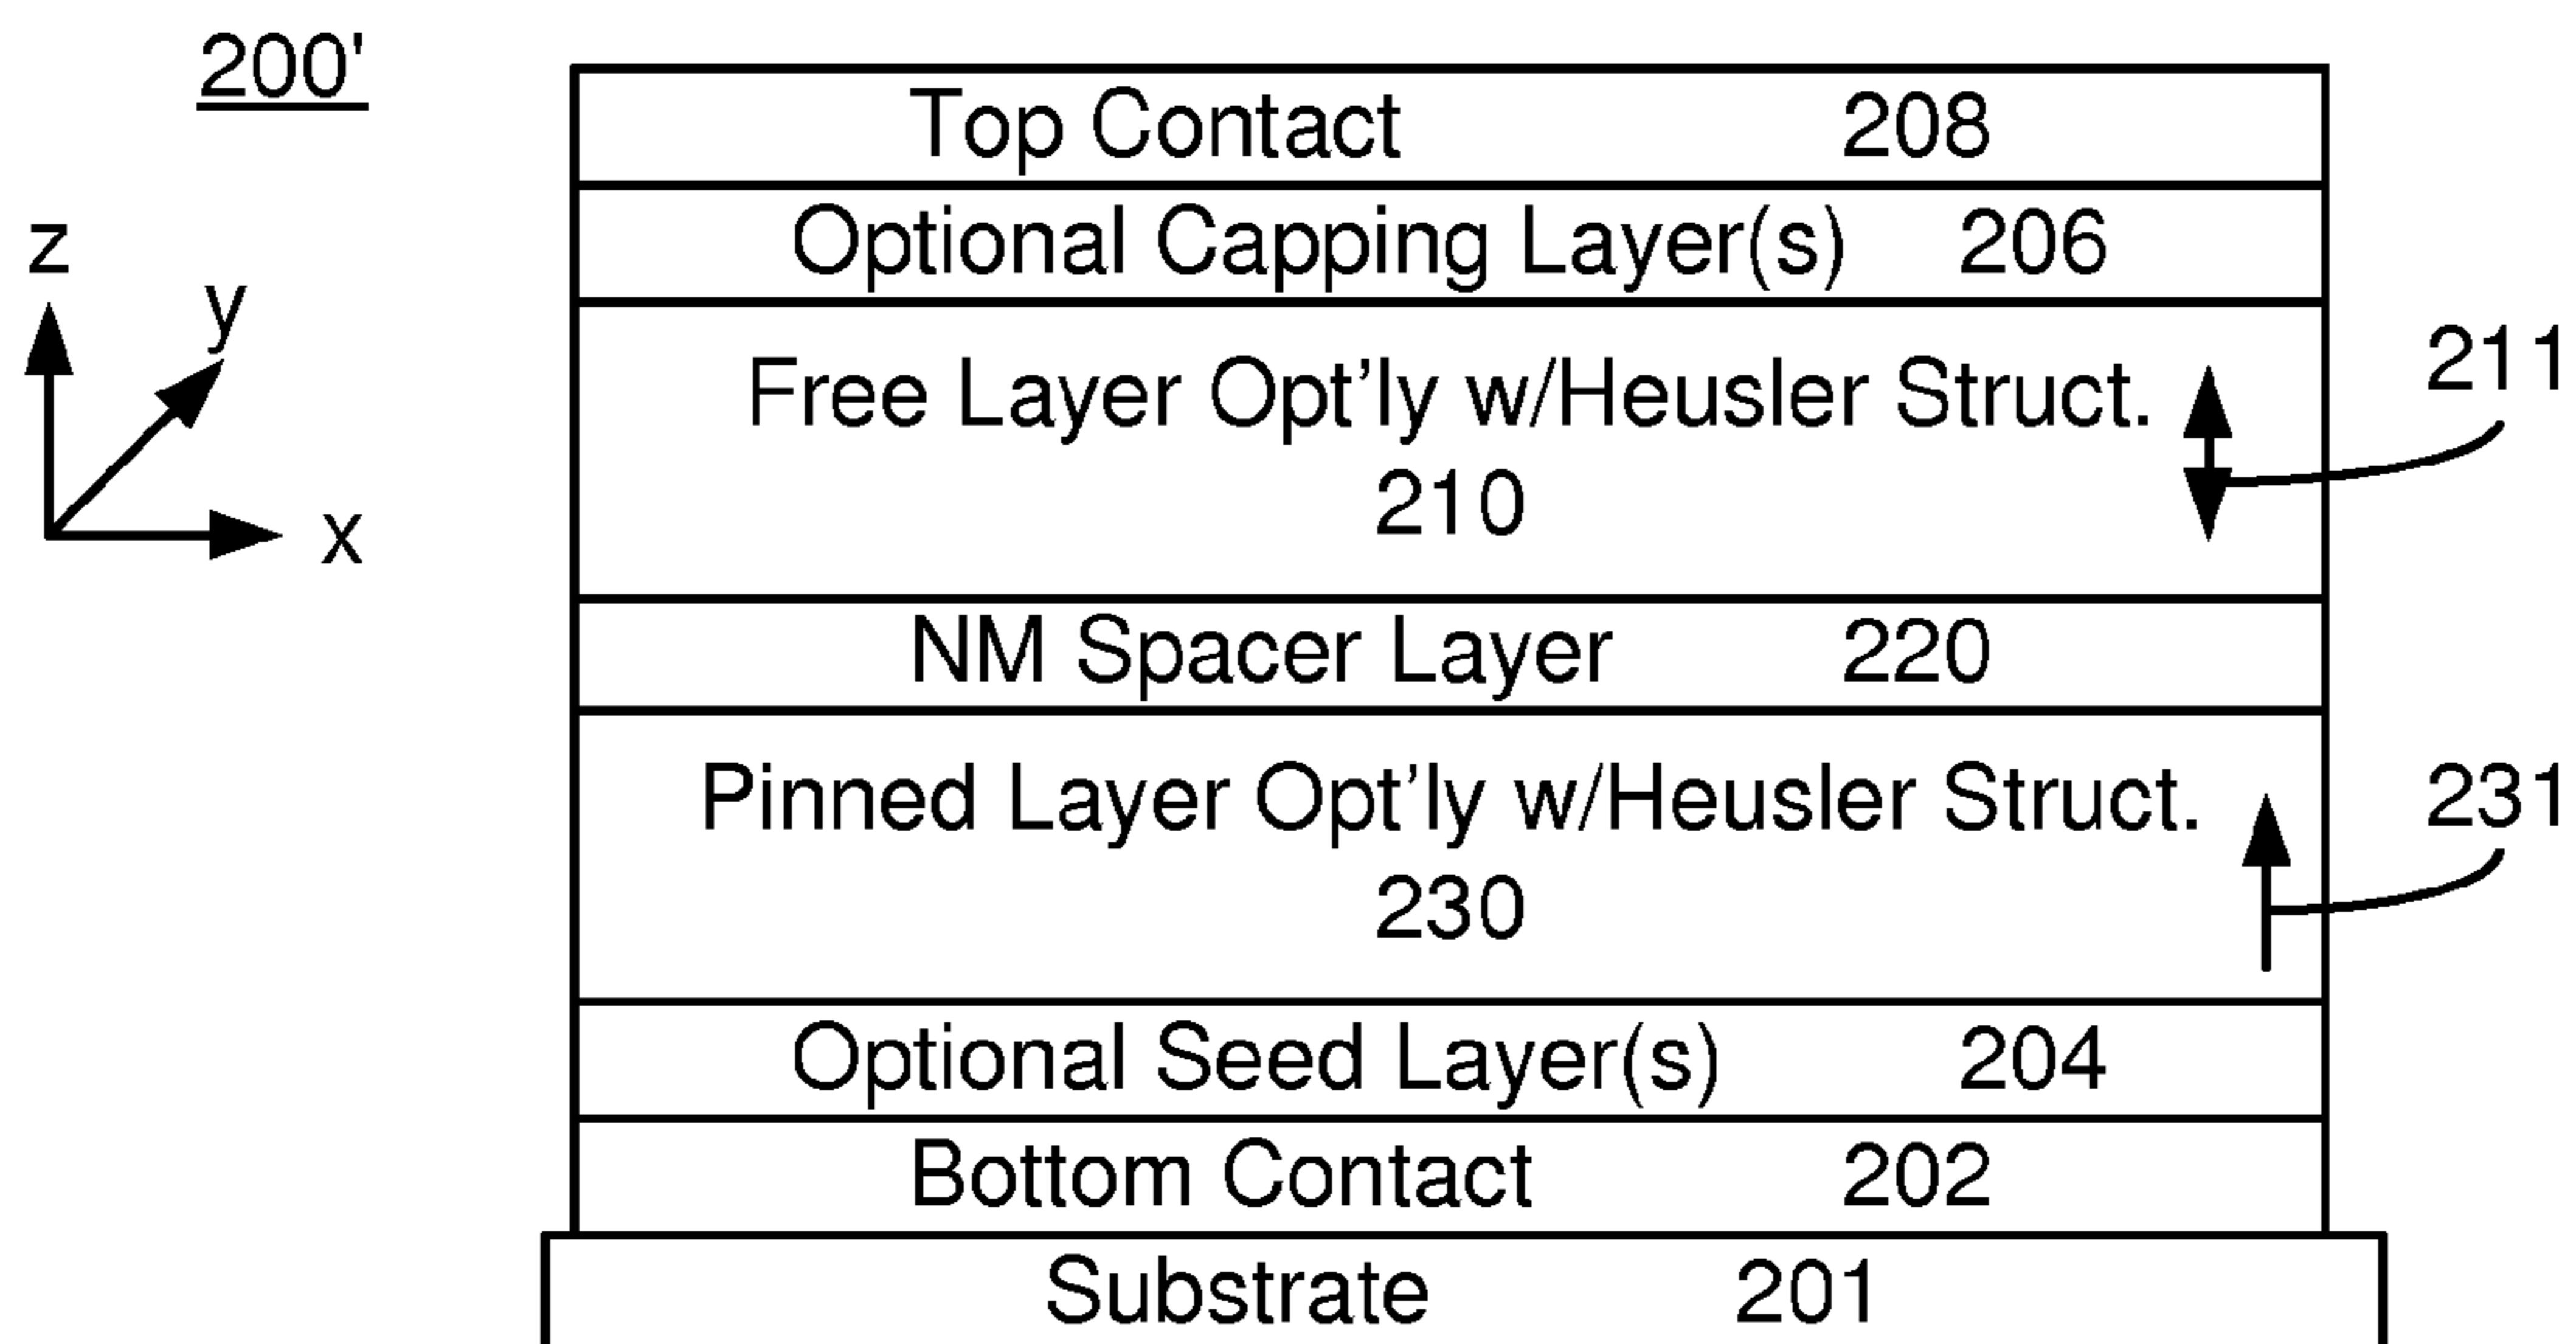 200'
Top Contact 208
Optional Capping Layer(s) 206
z
y
x
Free Layer Opt'ly w/Heusler Struct.
210
211
NM Spacer Layer 220
Pinned Layer Opt'ly w/Heusler Struct.
230
231
Optional Seed Layer(s) 204
Bottom Contact 202
Substrate 201